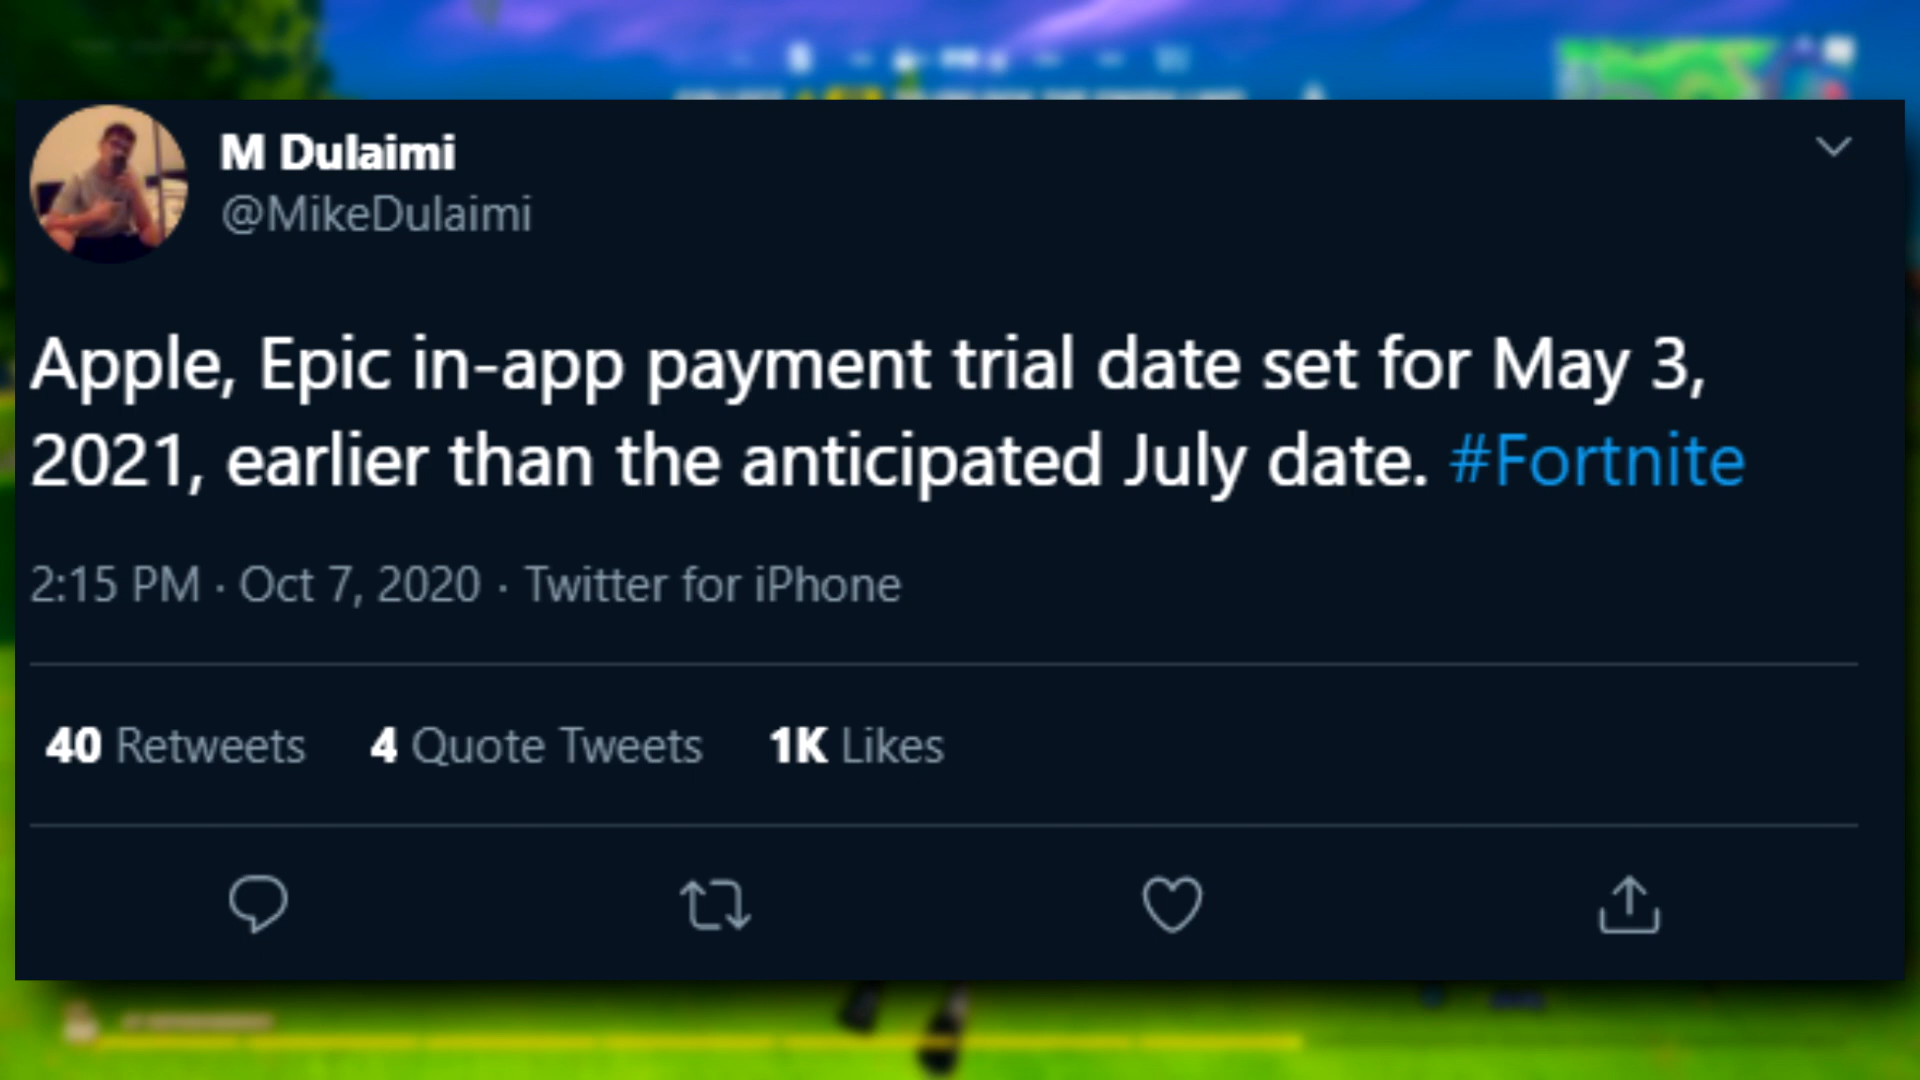 M Dulaimi
@MikeDulaimi
Apple, Epic in-app payment trial date set for May 3,
2021, earlier than the anticipated July date. #Fortnite
2:15 PM · Oct 7, 2020 · Twitter for iPhone
40 Retweets 4 Quote Tweets 1K Likes